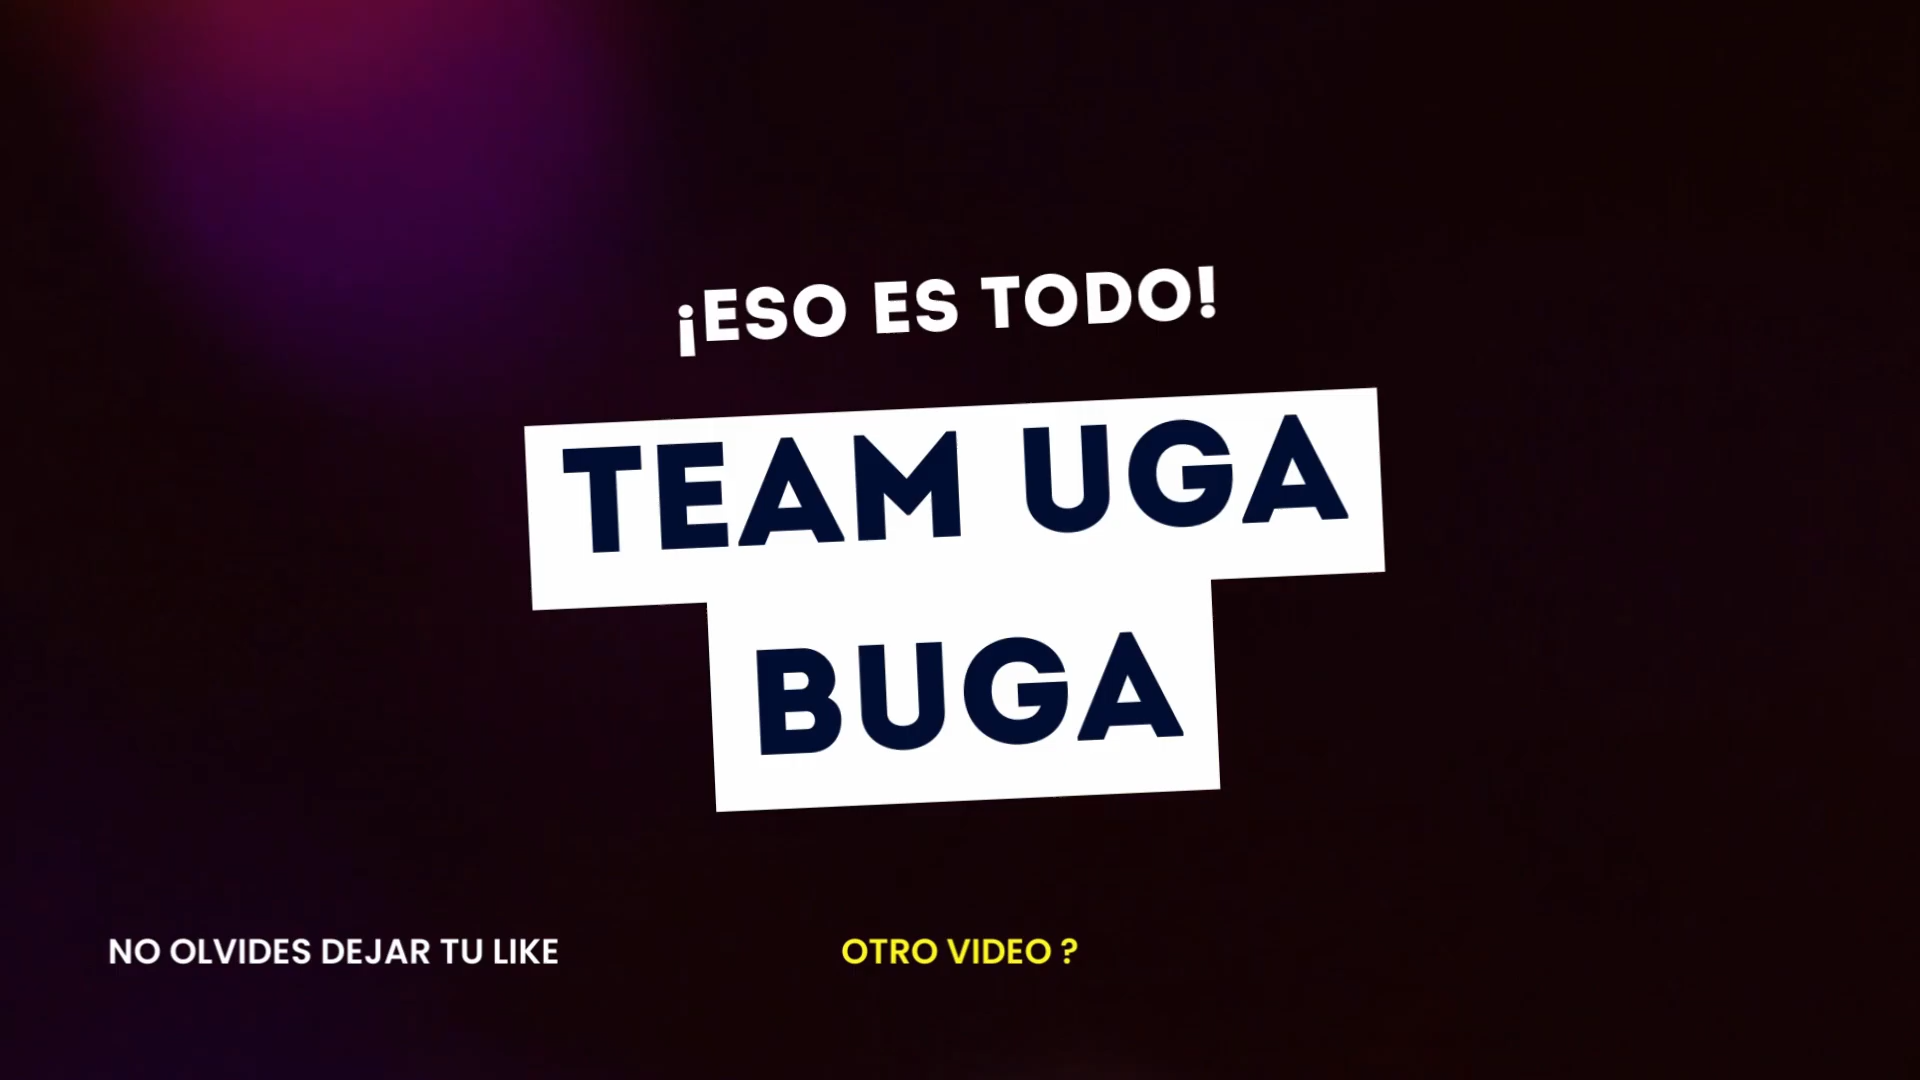 ¡ESO ES TODO!
TEAM UGA
BUGA
NO OLVIDES DEJAR TU LIKE
OTRO VIDEO ?